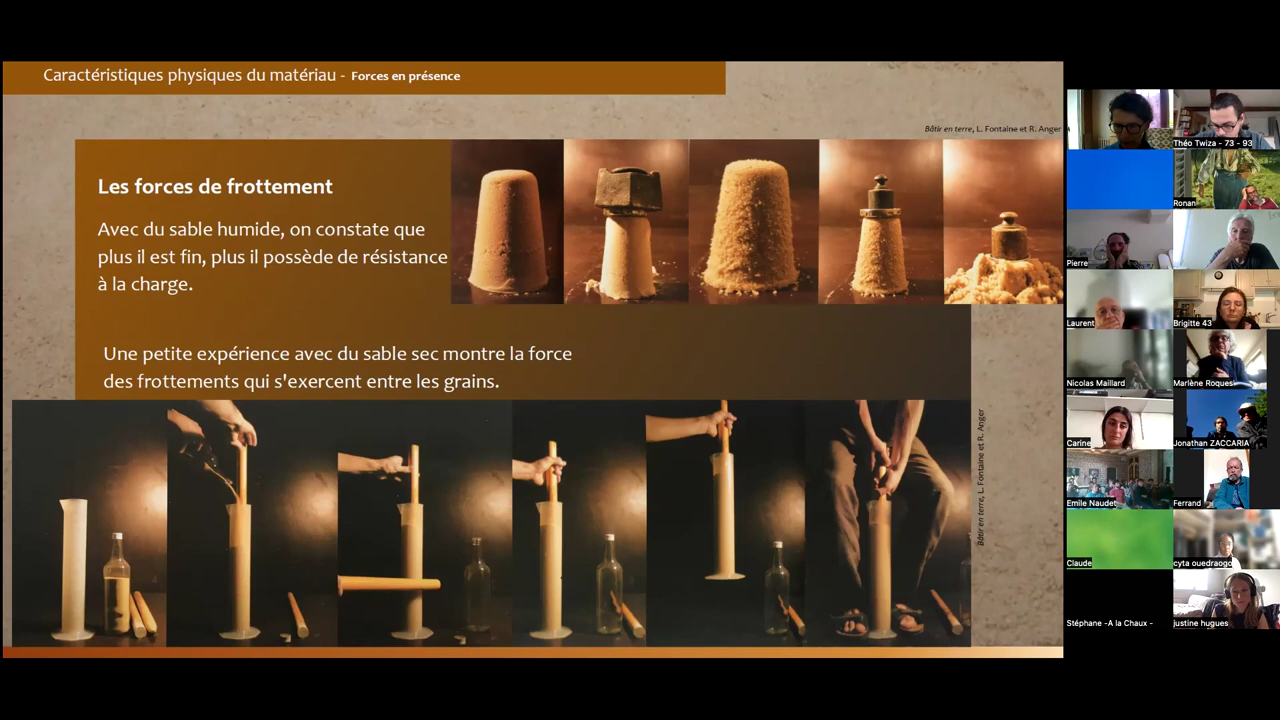 Caractéristiques physiques du matériau - Forces en présence
Bâtir en terre, L. Fontaine et R. Anger
Les forces de frottement
Avec du sable humide, on constate que
plus il est fin, plus il possède de résistance
à la charge.
Une petite expérience avec du sable sec montre la force
des frottements qui s'exercent entre les grains.
Bâtir en terre, L. Fontaine et R. Anger
Théo Twiza - 73 - 93
Ronan
Pierre
Laurent
Brigitte 43
Nicolas Maillard
Marlène Roques
Carine
Jonathan ZACCARIA
Emile Naudet
Ferrand
Claude
cyta ouedraogo
Stéphane -A la Chaux -
justine hugues